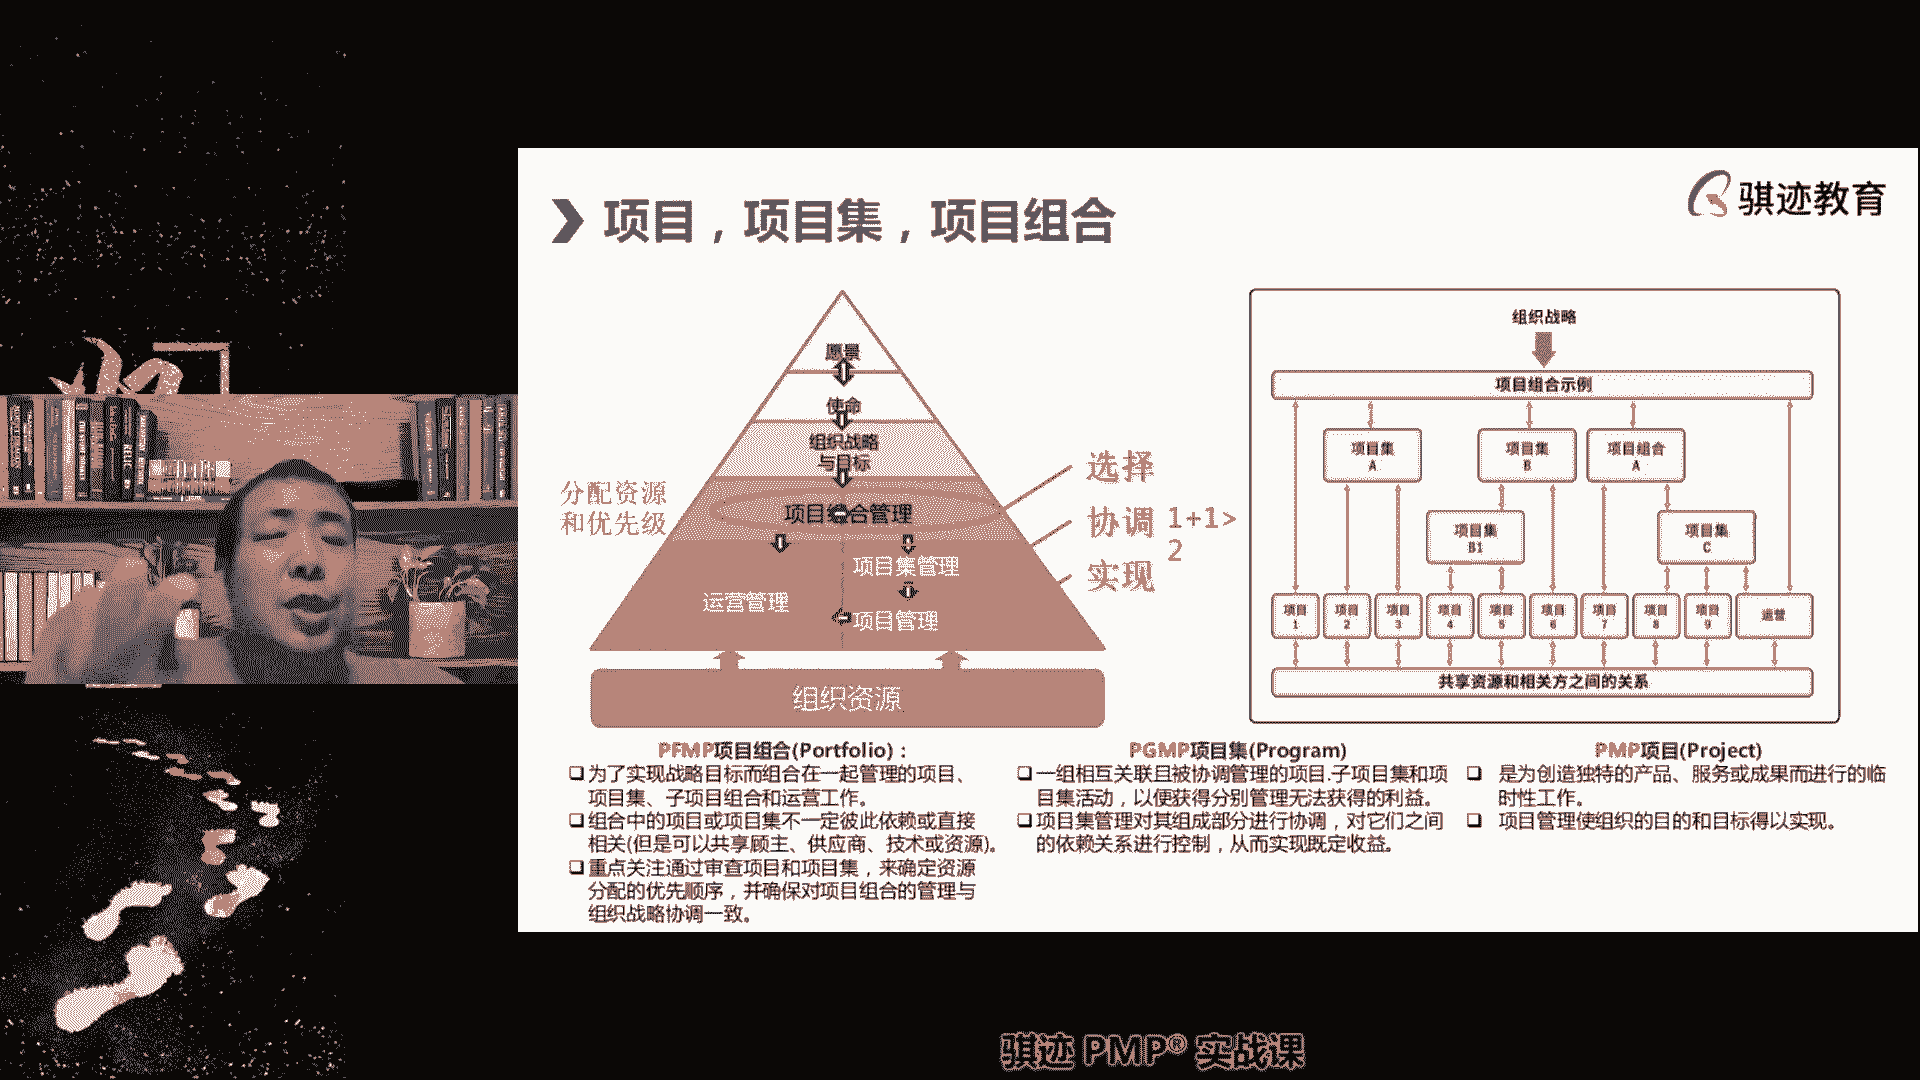 骐迹教育
项目，项目集，项目组合
愿景
使命
组织战略
与目标
项目组合管理
项目集管理
运营管理
项目管理
组织资源
分配资源
和优先级
选择
协调 1+1>
2
实现
组织战略
项目组合示例
项目集
A
项目集
B
项目组合
A
项目集
B1
项目集
C
项目
1
项目
2
项目
3
项目
4
项目
5
项目
6
项目
7
项目
8
项目
9
运营
共享资源和相关方之间的关系
PFMP项目组合(Portfolio)：
为了实现战略目标而组合在一起管理的项目、
项目集、子项目组合和运营工作。
组合中的项目或项目集不一定彼此依赖或直接
相关(但是可以共享顾主、供应商、技术或资源)。
重点关注通过审查项目和项目集，来确定资源
分配的优先顺序，并确保对项目组合的管理与
组织战略协调一致。
PGMP项目集(Program)
一组相互关联且被协调管理的项目.子项目集和项
目集活动，以便获得分别管理无法获得的利益。
项目集管理对其组成部分进行协调，对它们之间
的依赖关系进行控制，从而实现既定收益。
PMP项目(Project)
是为创造独特的产品、服务或成果而进行的临
时性工作。
项目管理使组织的目的和目标得以实现。
骐迹 PMP® 实战课